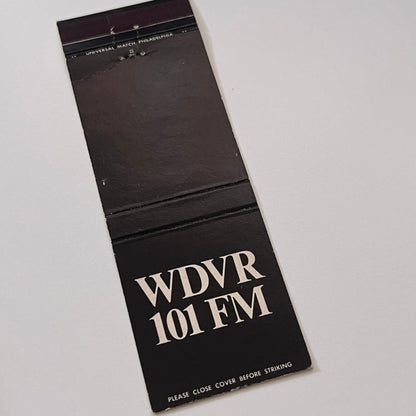 UNIVERSAL MATCH, PHILADELPHIA
WDVR
101 FM
PLEASE CLOSE COVER BEFORE STRIKING